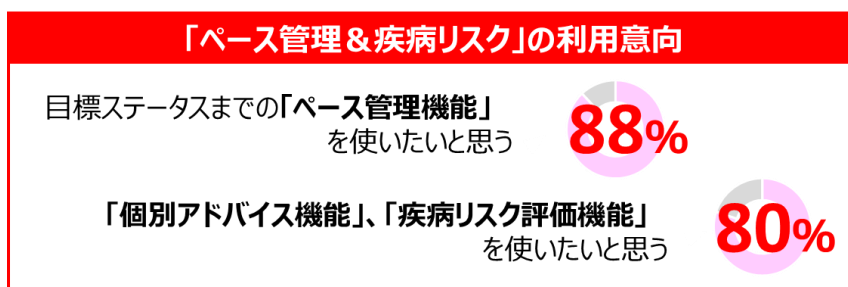 「ペース管理&疾病リスク」の利用意向
目標ステータスまでの「ペース管理機能」
を使いたいと思う
88%
「個別アドバイス機能」、「疾病リスク評価機能」
を使いたいと思う
80%